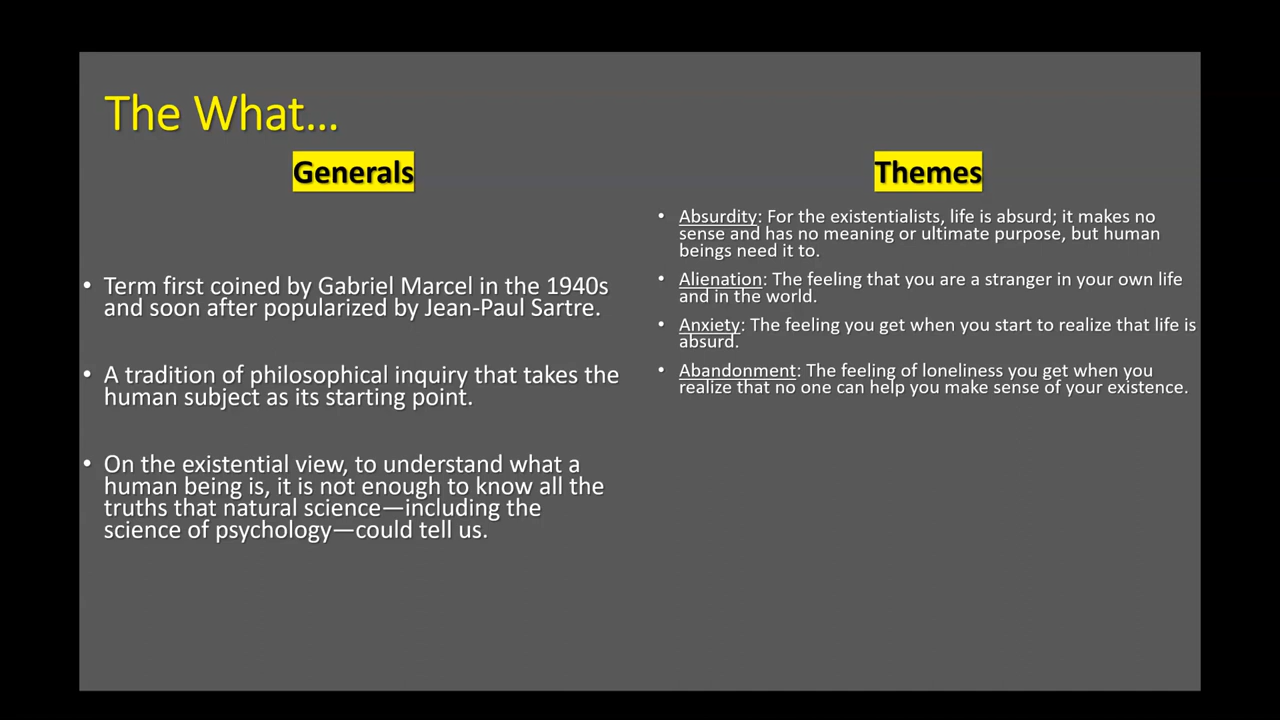 The What...
Generals
• Term first coined by Gabriel Marcel in the 1940s
and soon after popularized by Jean-Paul Sartre.
• A tradition of philosophical inquiry that takes the
human subject as its starting point.
• On the existential view, to understand what a
human being is, it is not enough to know all the
truths that natural science—including the
science of psychology—could tell us.
Themes
• Absurdity: For the existentialists, life is absurd; it makes no
sense and has no meaning or ultimate purpose, but human
beings need it to.
• Alienation: The feeling that you are a stranger in your own life
and in the world.
• Anxiety: The feeling you get when you start to realize that life is
absurd.
• Abandonment: The feeling of loneliness you get when you
realize that no one can help you make sense of your existence.